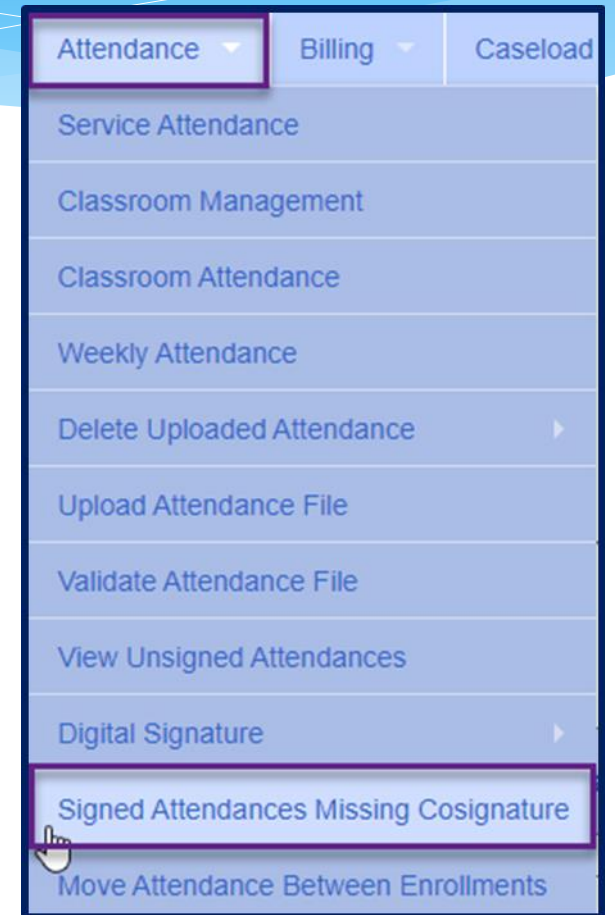 Attendance Billing Caseload
Service Attendance
Classroom Management
Classroom Attendance
Weekly Attendance
Delete Uploaded Attendance
Upload Attendance File
Validate Attendance File
View Unsigned Attendances
Digital Signature
Signed Attendances Missing Cosignature
Move Attendance Between Enrollments